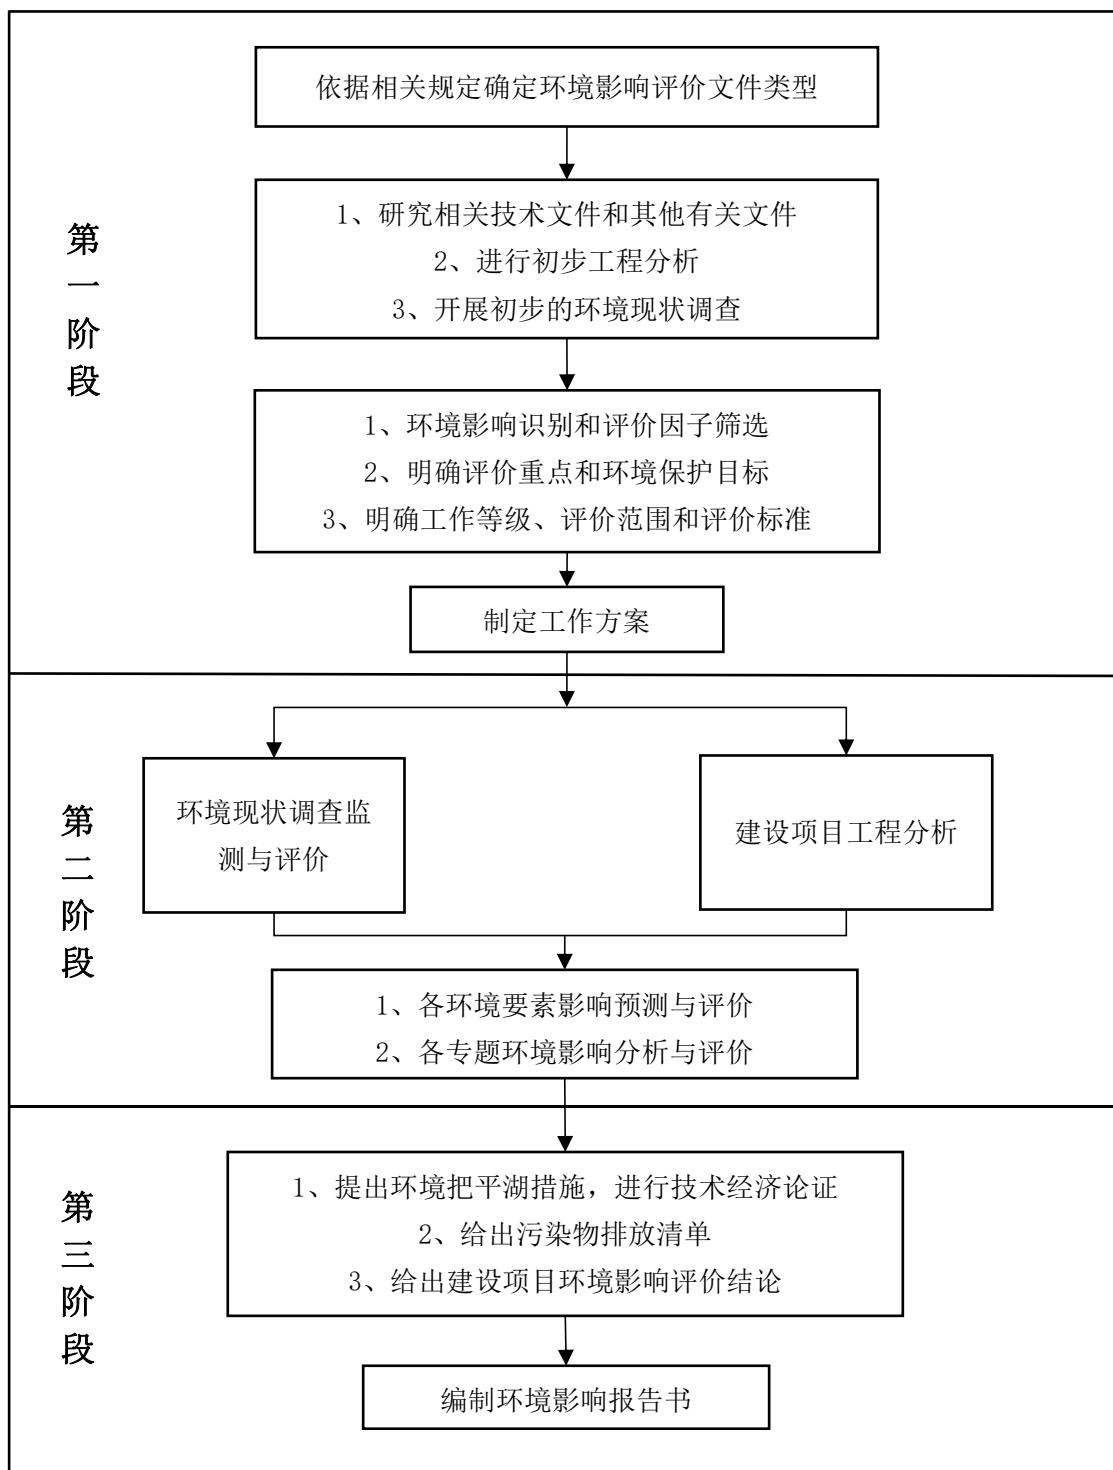 第一阶段
依据相关规定确定环境影响评价文件类型
1、研究相关技术文件和其他有关文件
2、进行初步工程分析
3、开展初步的环境现状调查
1、环境影响识别和评价因子筛选
2、明确评价重点和环境保护目标
3、明确工作等级、评价范围和评价标准
制定工作方案
第二阶段
环境现状调查监
测与评价
建设项目工程分析
1、各环境要素影响预测与评价
2、各专题环境影响分析与评价
第三阶段
1、提出环境把平湖措施，进行技术经济论证
2、给出污染物排放清单
3、给出建设项目环境影响评价结论
编制环境影响报告书